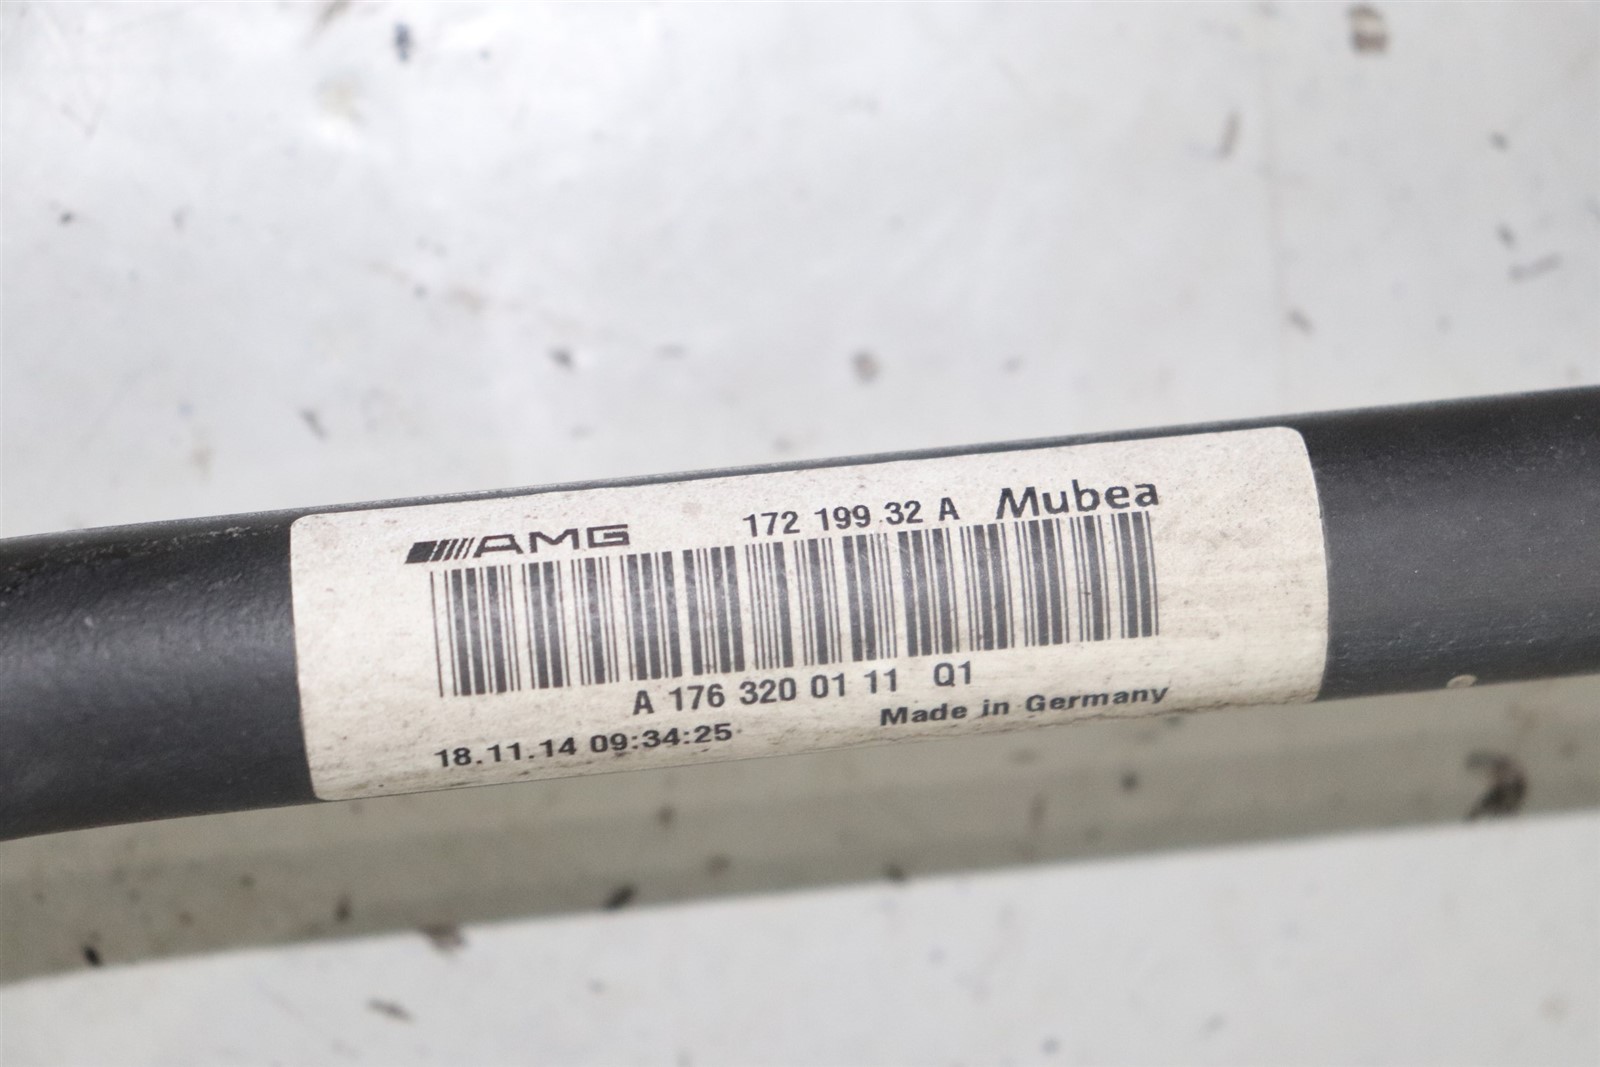 AMG 172 199 32 A Mubea
A 176 320 01 11 Q1
18.11.14 09:34:25 Made in Germany